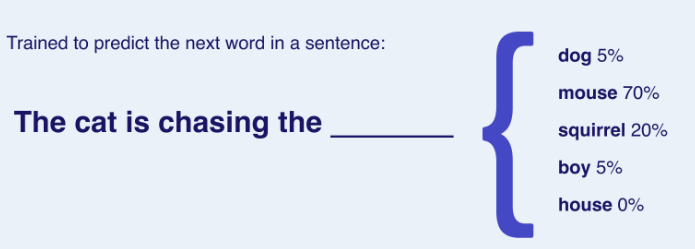 Trained to predict the next word in a sentence:
The cat is chasing the ________
dog 5%
mouse 70%
squirrel 20%
boy 5%
house 0%